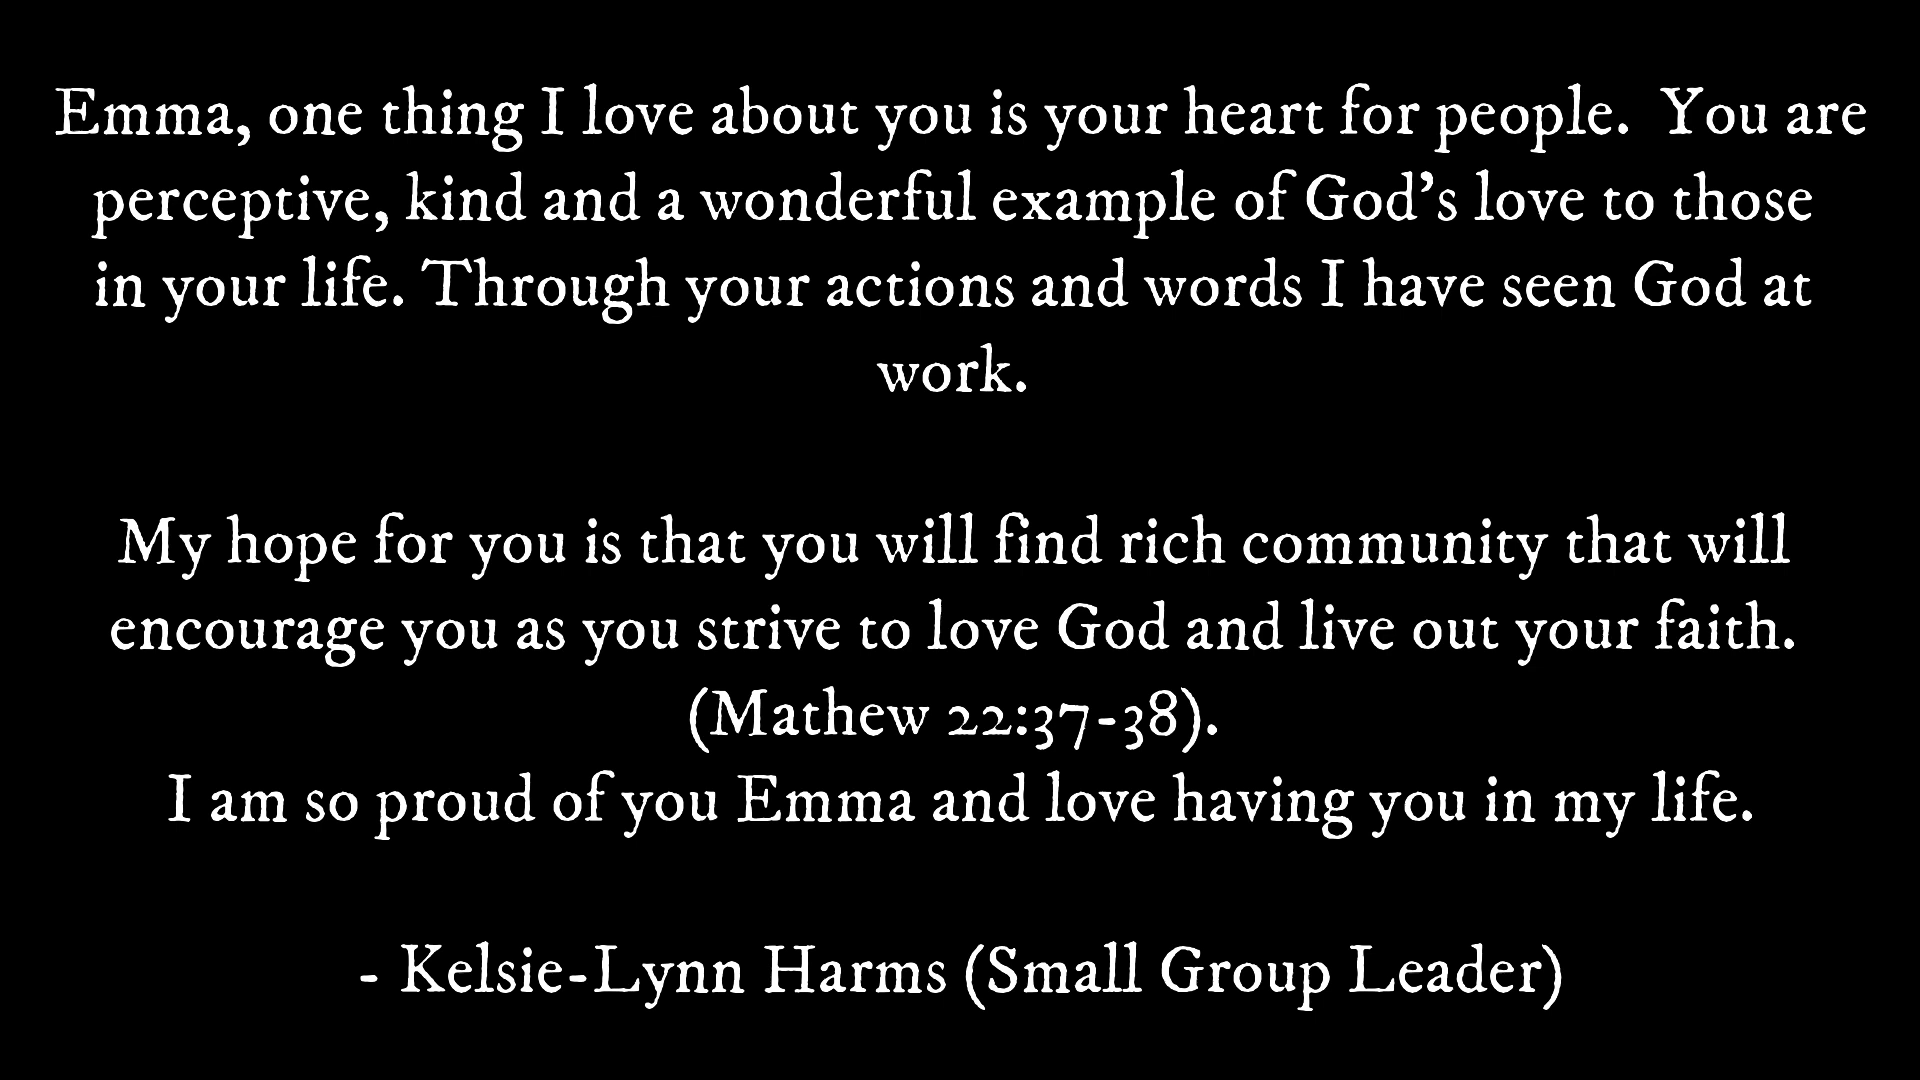 Emma, one thing I love about you is your heart for people.  You are
perceptive, kind and a wonderful example of God's love to those
in your life. Through your actions and words I have seen God at
work.
My hope for you is that you will find rich community that will
encourage you as you strive to love God and live out your faith.
(Mathew 22:37-38).
I am so proud of you Emma and love having you in my life.
- Kelsie-Lynn Harms (Small Group Leader)